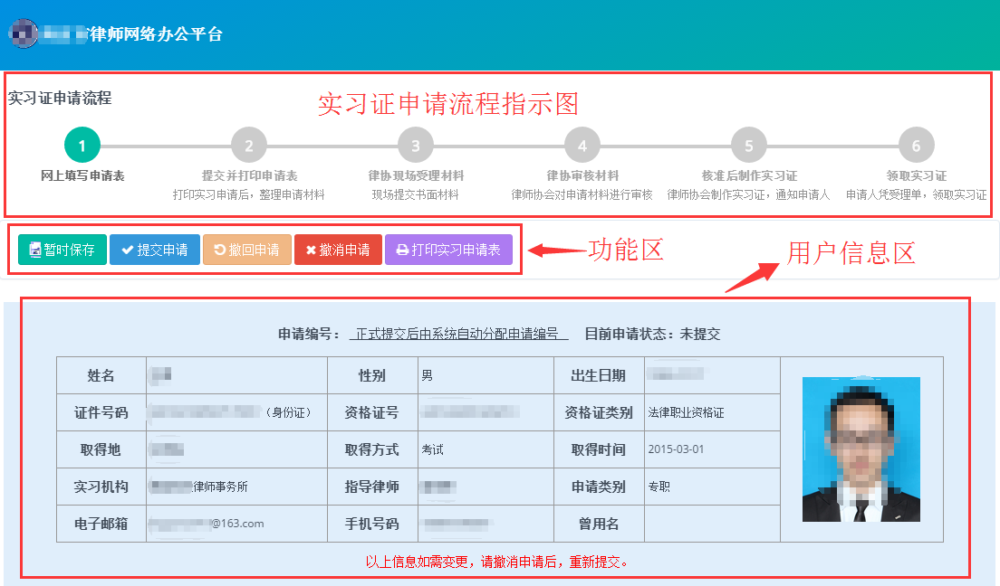 律师网络办公平台
实习证申请流程
实习证申请流程指示图
1 2 3 4 5 6
网上填写申请表 提交并打印申请表 律协现场受理材料 律协审核材料 核准后制作实习证 领取实习证
打印实习申请后，整理申请材料 现场提交书面材料 律师协会对申请材料进行审核 律师协会制作实习证，通知申请人 申请人凭受理单，领取实习证
暂时保存 提交申请 撤回申请 撤消申请 打印实习申请表 功能区
用户信息区
申请编号： 正式提交后由系统自动分配申请编号 目前申请状态：未提交
姓名 性别 男 出生日期
证件号码 （身份证） 资格证号 资格证类别 法律职业资格证
取得地 取得方式 考试 取得时间 2015-03-01
实习机构 律师事务所 指导律师 申请类别 专职
电子邮箱 @163.com 手机号码 曾用名
以上信息如需变更，请撤消申请后，重新提交。